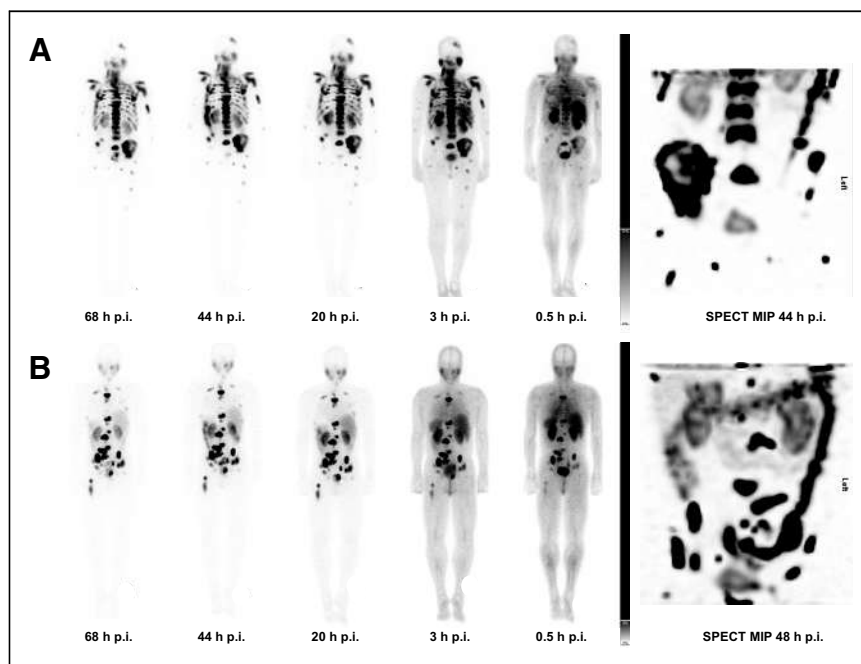 A
68 h p.i. 44 h p.i. 20 h p.i. 3 h p.i. 0.5 h p.i. SPECT MIP 44 h p.i.
Left
B
68 h p.i. 44 h p.i. 20 h p.i. 3 h p.i. 0.5 h p.i. SPECT MIP 48 h p.i.
Left